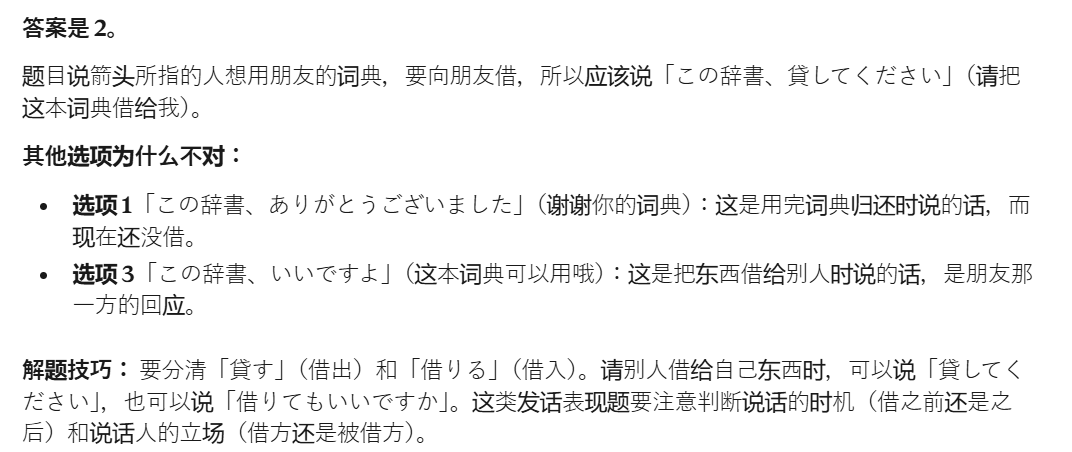 答案是 2。
题目说箭头所指的人想用朋友的词典，要向朋友借，所以应该说「この辞書、貸してください」（请把
这本词典借给我）。
其他选项为什么不对：
• 选项 1「この辞書、ありがとうございました」（谢谢你的词典）：这是用完词典归还时说的话，而
现在还没借。
• 选项 3「この辞書、いいですよ」（这本词典可以用哦）：这是把东西借给别人时说的话，是朋友那
一方的回应。
解题技巧： 要分清「貸す」（借出）和「借りる」（借入）。请别人借给自己东西时，可以说「貸してく
ださい」，也可以说「借りてもいいですか」。这类发话表现题要注意判断说话的时机（借之前还是之
后）和说话人的立场（借方还是被借方）。